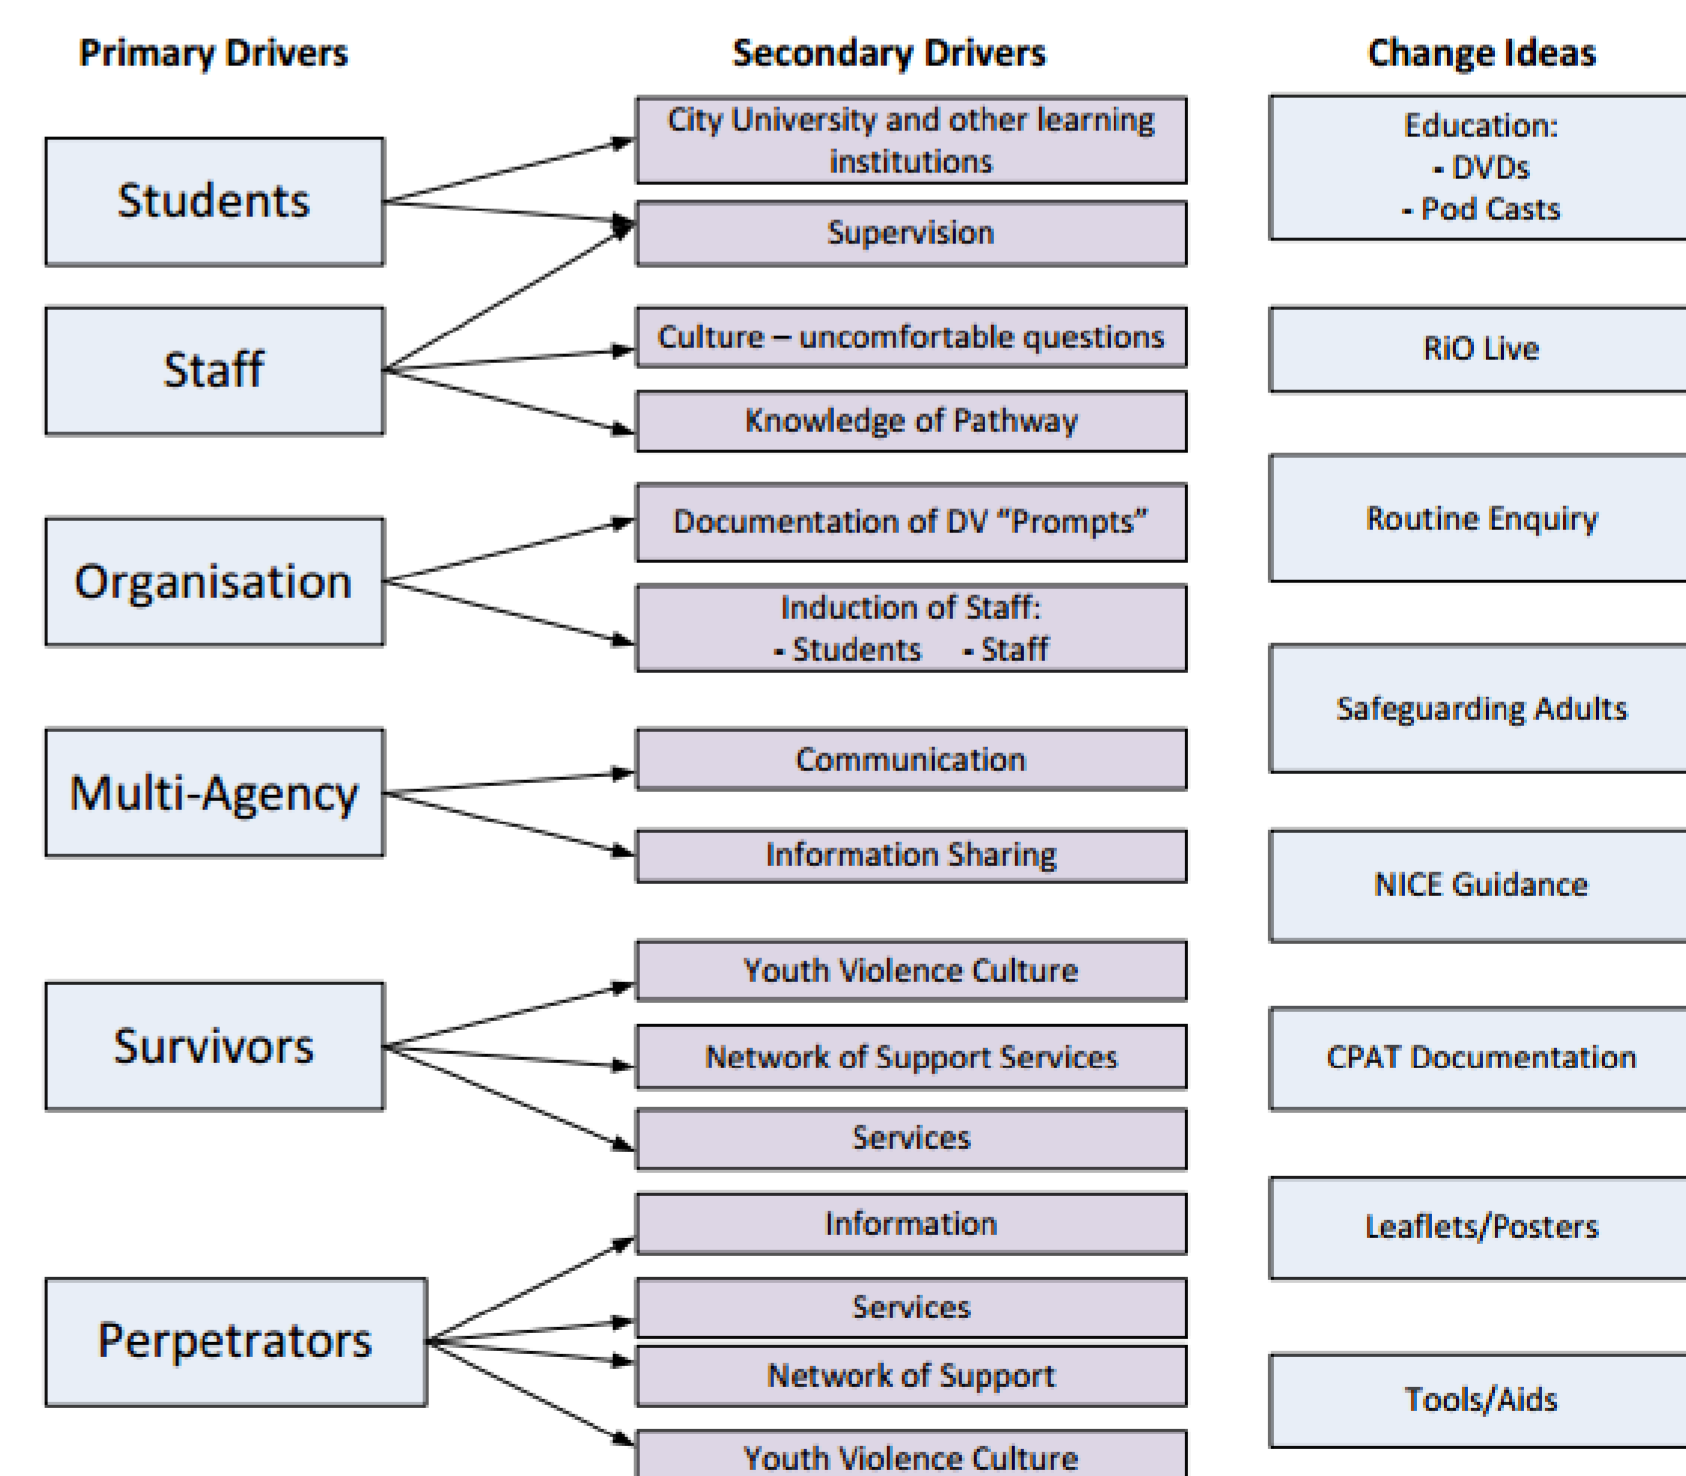 Primary Drivers
Secondary Drivers
Change Ideas
Students
Staff
Organisation
Multi-Agency
Survivors
Perpetrators
City University and other learning
institutions
Supervision
Culture – uncomfortable questions
Knowledge of Pathway
Documentation of DV “Prompts”
Induction of Staff:
- Students - Staff
Communication
Information Sharing
Youth Violence Culture
Network of Support Services
Services
Information
Services
Network of Support
Youth Violence Culture
Education:
- DVDs
- Pod Casts
RiO Live
Routine Enquiry
Safeguarding Adults
NICE Guidance
CPAT Documentation
Leaflets/Posters
Tools/Aids